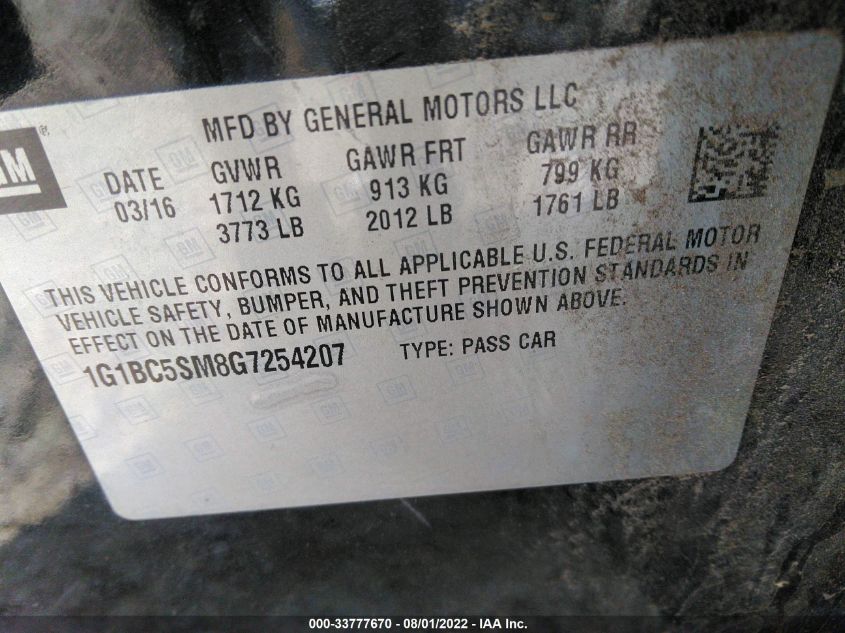 GM ®
MFD BY GENERAL MOTORS LLC
DATE GVWR GAWR FRT GAWR RR
03/16 1712 KG 913 KG 799 KG
3773 LB 2012 LB 1761 LB
THIS VEHICLE CONFORMS TO ALL APPLICABLE U.S. FEDERAL MOTOR
VEHICLE SAFETY, BUMPER, AND THEFT PREVENTION STANDARDS IN
EFFECT ON THE DATE OF MANUFACTURE SHOWN ABOVE.
1G1BC5SM8G7254207 TYPE: PASS CAR
000-33777670 - 08/01/2022 - IAA Inc.